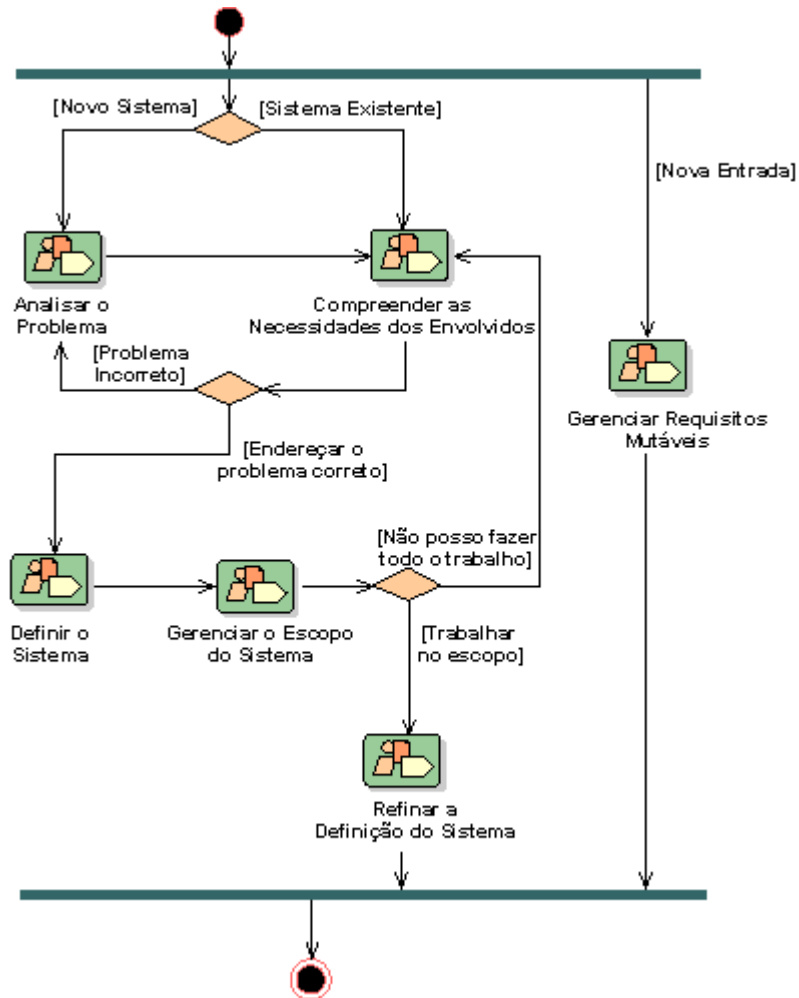 [Novo Sistema]
[Sistema Existente]
[Nova Entrada]
Analisar o
Problema
Compreender as
Necessidades dos Envolvidos
[Problema
Incorreto]
Gerenciar Requisitos
Mutáveis
[Endereçar o
problema correto]
[Não posso fazer
todo o trabalho]
Definir o
Sistema
Gerenciar o Escopo
do Sistema
[Trabalhar
no escopo]
Refinar a
Definição do Sistema